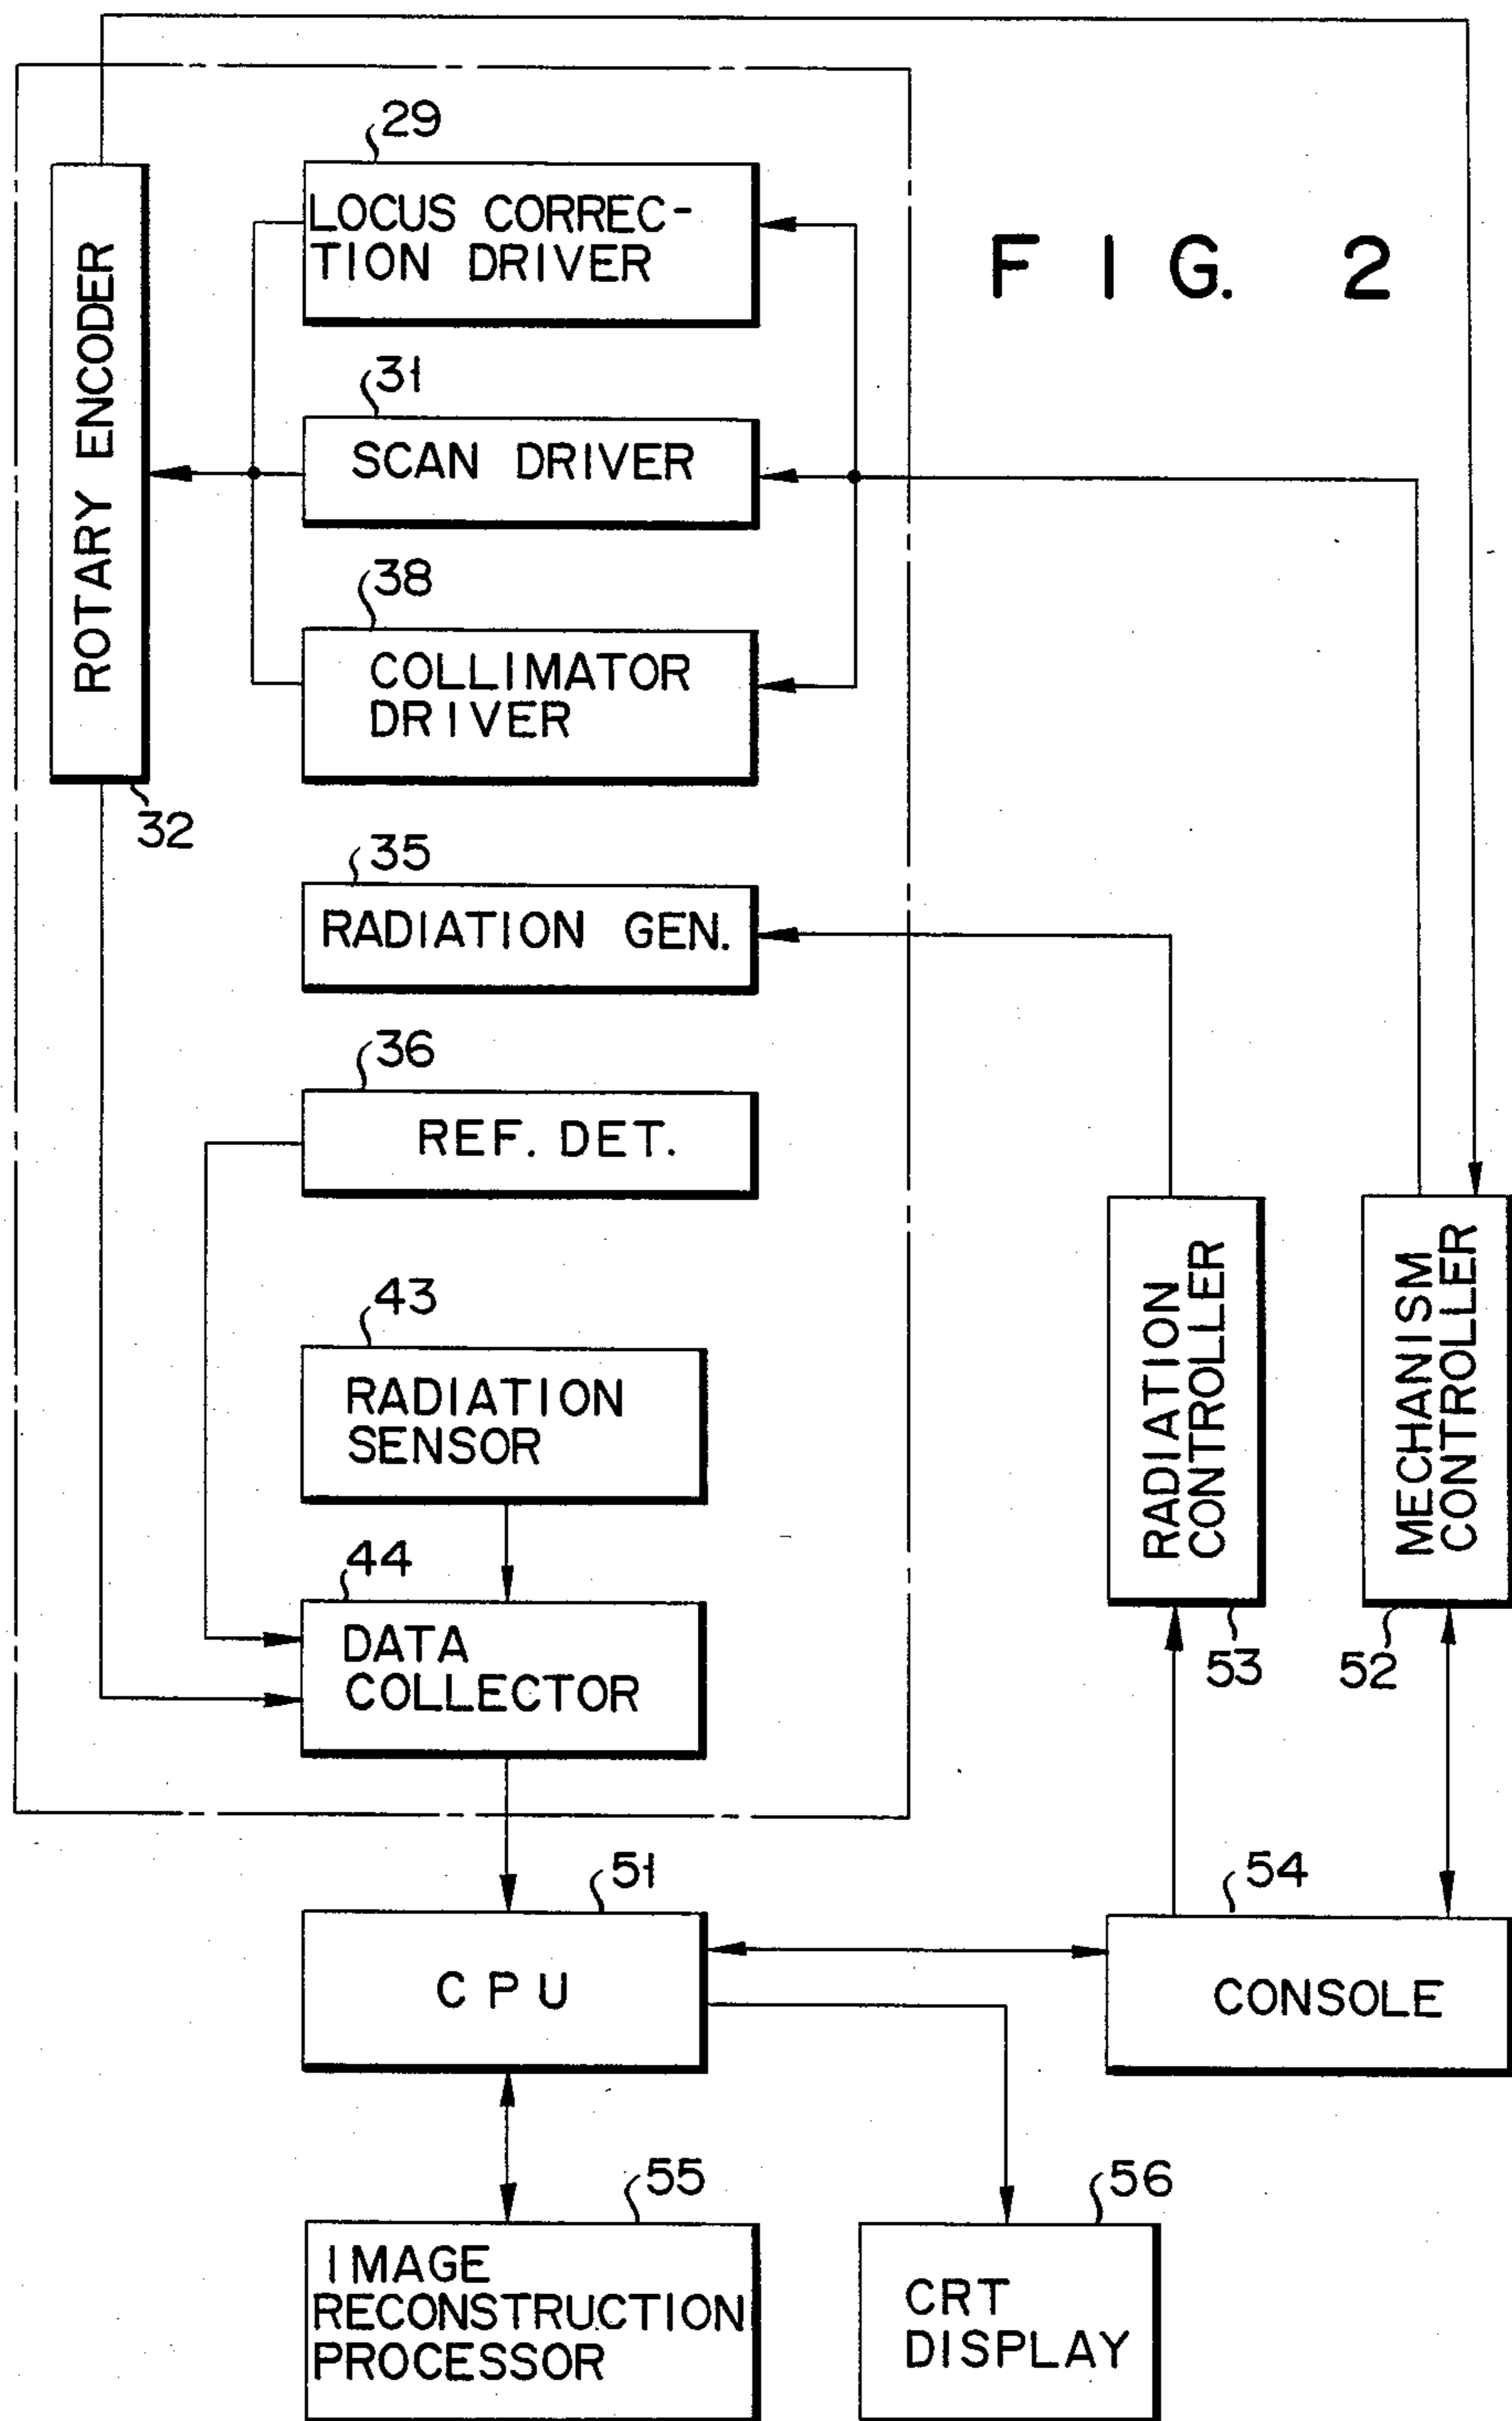 29
LOCUS CORREC-
TION DRIVER
F I G. 2
ROTARY ENCODER
31
SCAN DRIVER
38
COLLIMATOR
DRIVER
32
35
RADIATION GEN.
36
REF. DET.
43
RADIATION
SENSOR
RADIATION
CONTROLLER
MECHANISM
CONTROLLER
44
DATA
COLLECTOR
53
52
51
CPU
54
CONSOLE
55
IMAGE
RECONSTRUCTION
PROCESSOR
56
CRT
DISPLAY